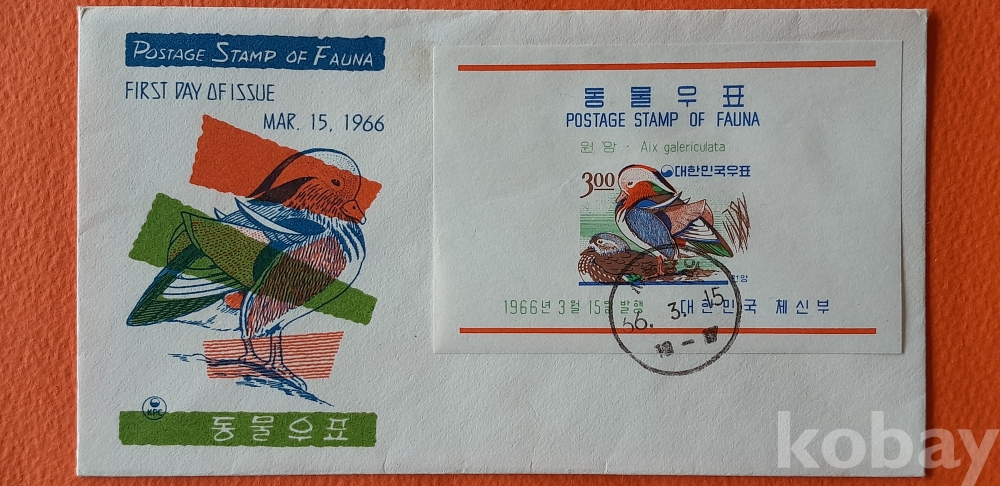 POSTAGE STAMP OF FAUNA
FIRST DAY OF ISSUE
MAR. 15, 1966
KPC
동물우표
동물우표
POSTAGE STAMP OF FAUNA
원앙 · Aix galericulata
3.00
대한민국우표
원앙
1966년 3월 15일 발행 대한민국 체신부
66. 3. 15
kobay